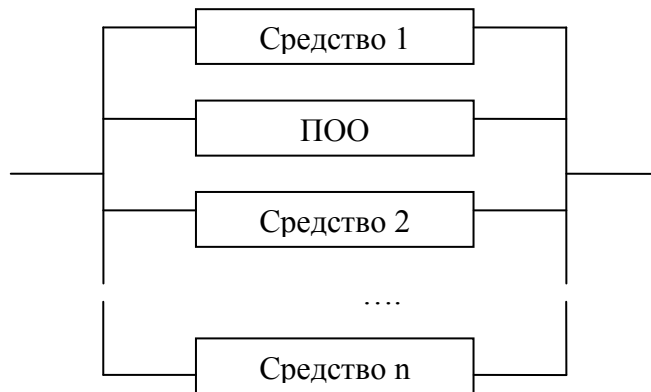 Средство 1
ПОО
Средство 2
....
Средство n